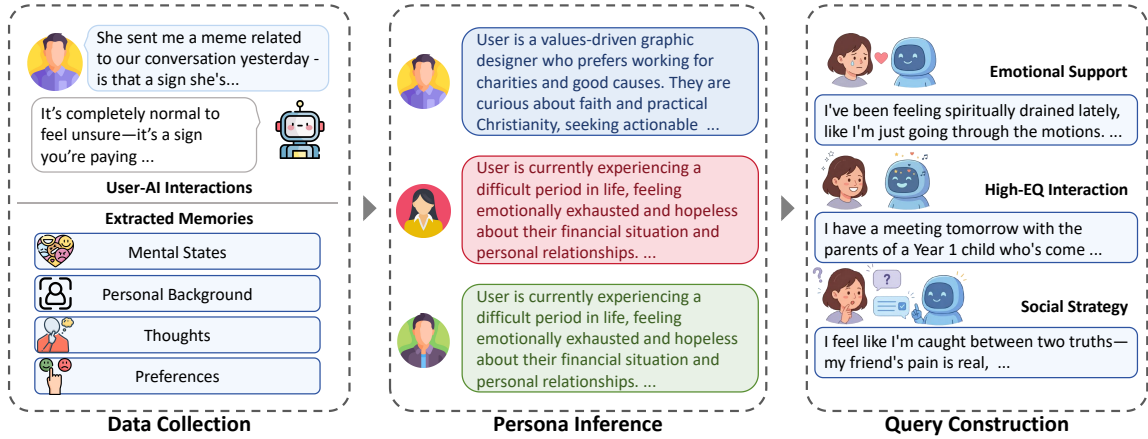 She sent me a meme related
to our conversation yesterday -
is that a sign she's...
It's completely normal to
feel unsure—it's a sign
you're paying ...
User-AI Interactions
Extracted Memories
Mental States
Personal Background
Thoughts
Preferences
Data Collection
User is a values-driven graphic
designer who prefers working for
charities and good causes. They are
curious about faith and practical
Christianity, seeking actionable ...
User is currently experiencing a
difficult period in life, feeling
emotionally exhausted and hopeless
about their financial situation and
personal relationships. ...
User is currently experiencing a
difficult period in life, feeling
emotionally exhausted and hopeless
about their financial situation and
personal relationships. ...
Persona Inference
Emotional Support
I've been feeling spiritually drained lately,
like I'm just going through the motions. ...
High-EQ Interaction
I have a meeting tomorrow with the
parents of a Year 1 child who's come ...
? ?
Social Strategy
I feel like I'm caught between two truths—
my friend's pain is real, ...
Query Construction